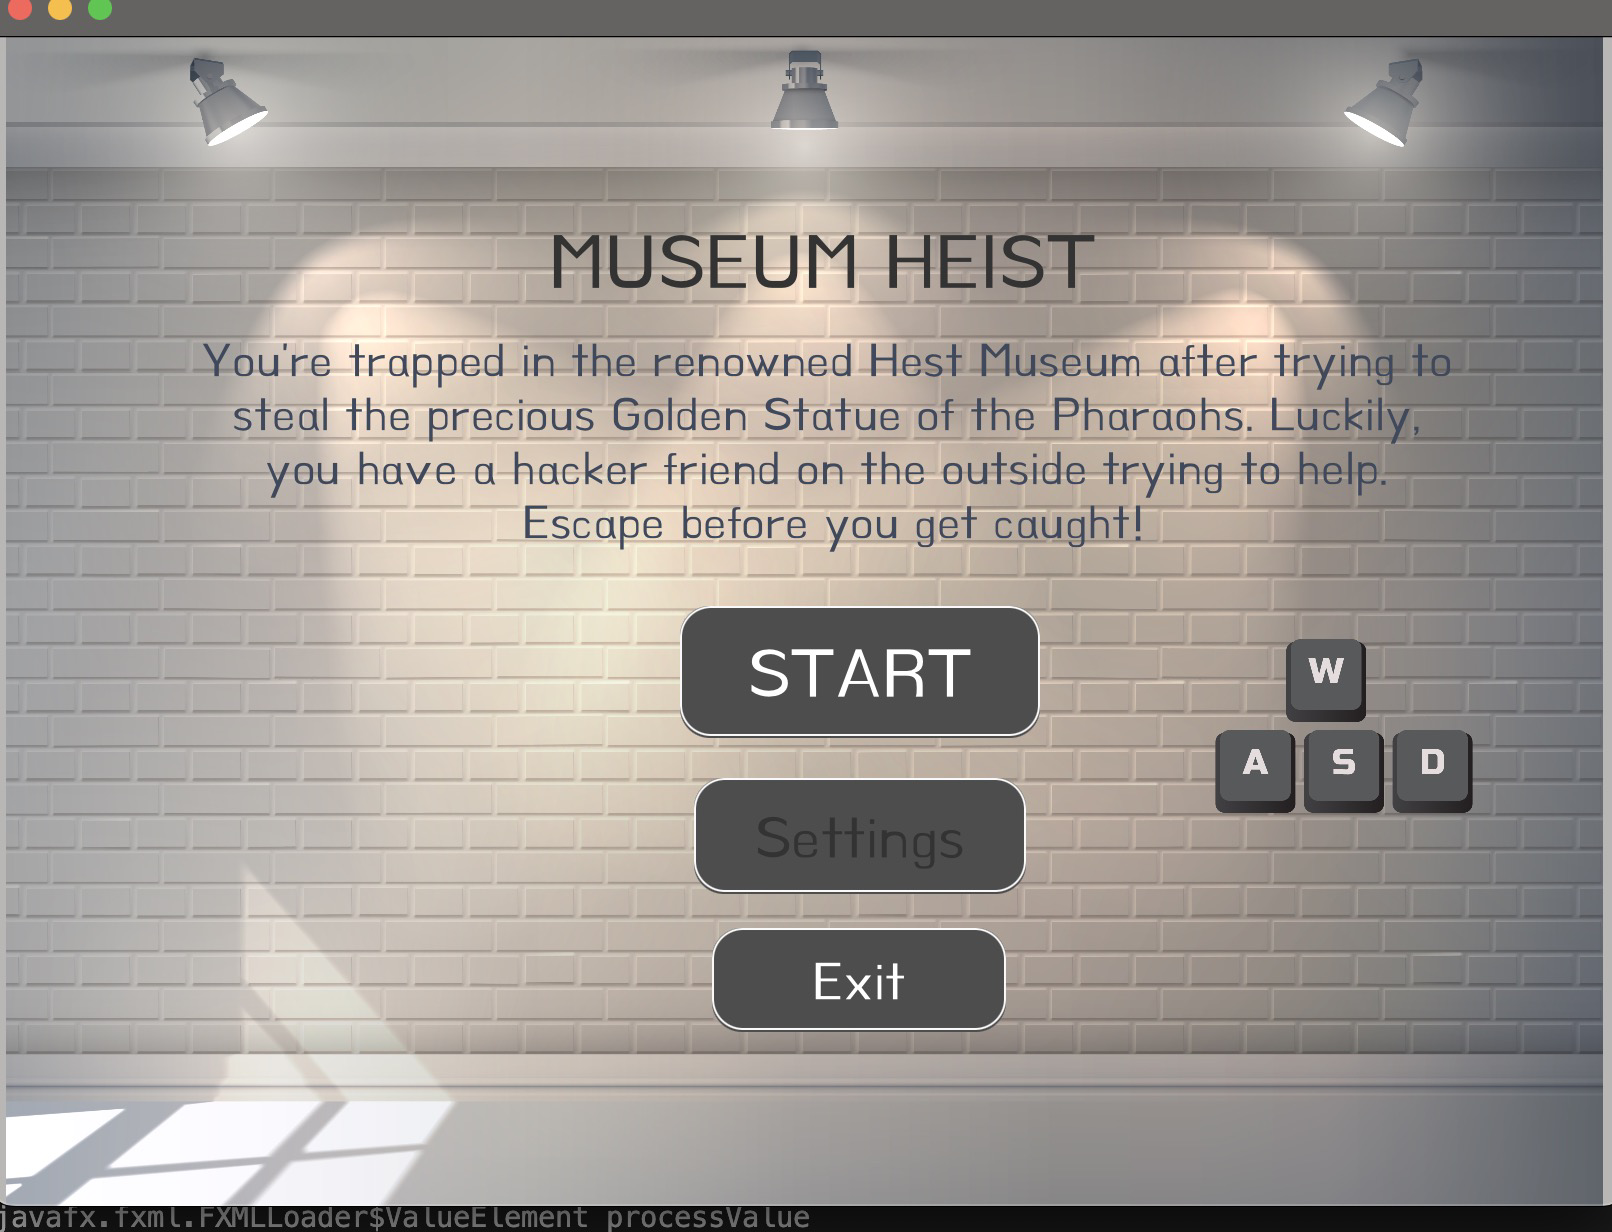 MUSEUM HEIST
You're trapped in the renowned Hest Museum after trying to
steal the precious Golden Statue of the Pharaohs. Luckily,
you have a hacker friend on the outside trying to help.
Escape before you get caught!
START
W
A S D
Settings
Exit
javafx.fxml.FXMLLoader$ValueElement processValue